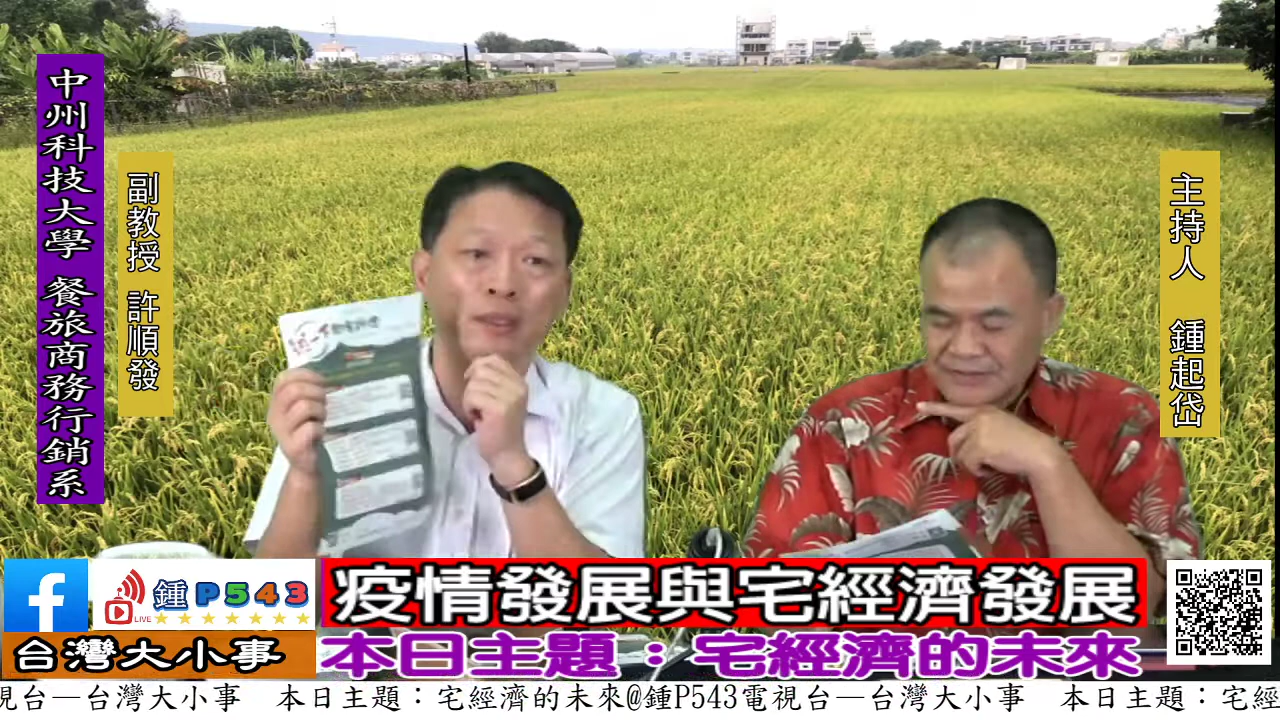 中州科技大學 餐旅商務行銷系
副教授 許順發
主持人 鍾起岱
鍾P543
LIVE
疫情發展與宅經濟發展
台灣大小事
本日主題：宅經濟的未來
視台—台灣大小事 本日主題：宅經濟的未來@鍾P543電視台—台灣大小事 本日主題：宅經